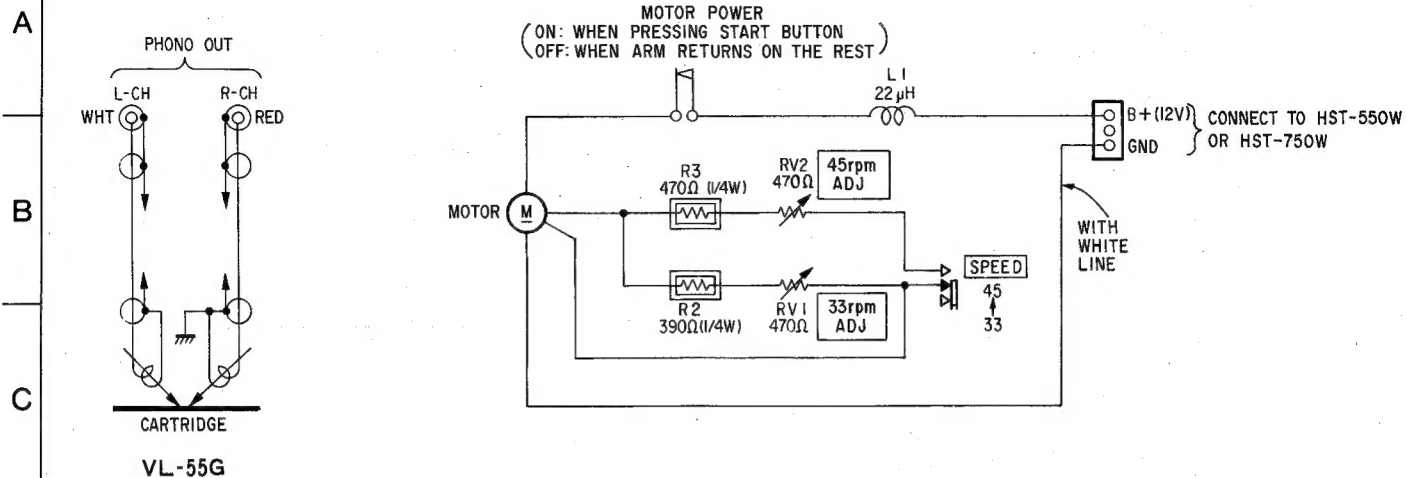 A
B
C
PHONO OUT
L-CH
R-CH
WHT
RED
CARTRIDGE
VL-55G
MOTOR POWER
(ON: WHEN PRESSING START BUTTON
OFF: WHEN ARM RETURNS ON THE REST)
L1
22μH
B+(12V)
GND
CONNECT TO HST-550W
OR HST-750W
R3
470Ω (1/4W)
RV2
470Ω
45rpm
ADJ
MOTOR
M
WITH
WHITE
LINE
SPEED
45
33
R2
390Ω(1/4W)
RV1
470Ω
33rpm
ADJ